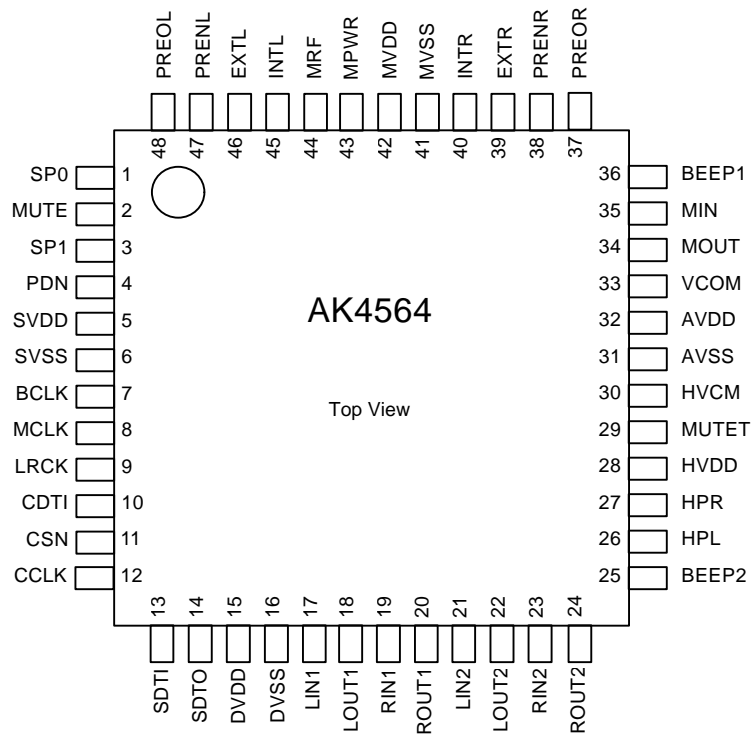 PREOL
PRENL
EXTL
INTL
MRF
MPWR
MVDD
MVSS
INTR
EXTR
PRENR
PREOR
48
47
46
45
44
43
42
41
40
39
38
37
SP0 1
MUTE 2
SP1 3
PDN 4
SVDD 5
SVSS 6
BCLK 7
MCLK 8
LRCK 9
CDTI 10
CSN 11
CCLK 12
AK4564
Top View
36 BEEP1
35 MIN
34 MOUT
33 VCOM
32 AVDD
31 AVSS
30 HVCM
29 MUTET
28 HVDD
27 HPR
26 HPL
25 BEEP2
13
14
15
16
17
18
19
20
21
22
23
24
SDTI
SDTO
DVDD
DVSS
LIN1
LOUT1
RIN1
ROUT1
LIN2
LOUT2
RIN2
ROUT2